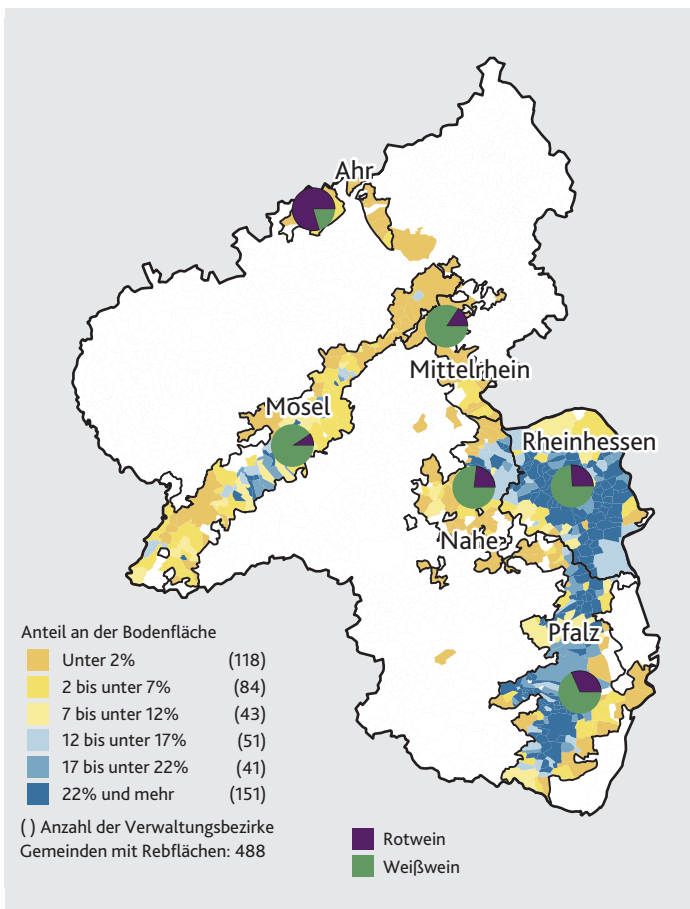 Ahr
Mittelrhein
Mosel
Rheinhessen
Nahe
Pfalz
Anteil an der Bodenfläche
Unter 2% (118)
2 bis unter 7% (84)
7 bis unter 12% (43)
12 bis unter 17% (51)
17 bis unter 22% (41)
22% und mehr (151)
( ) Anzahl der Verwaltungsbezirke
Gemeinden mit Rebflächen: 488
Rotwein
Weißwein